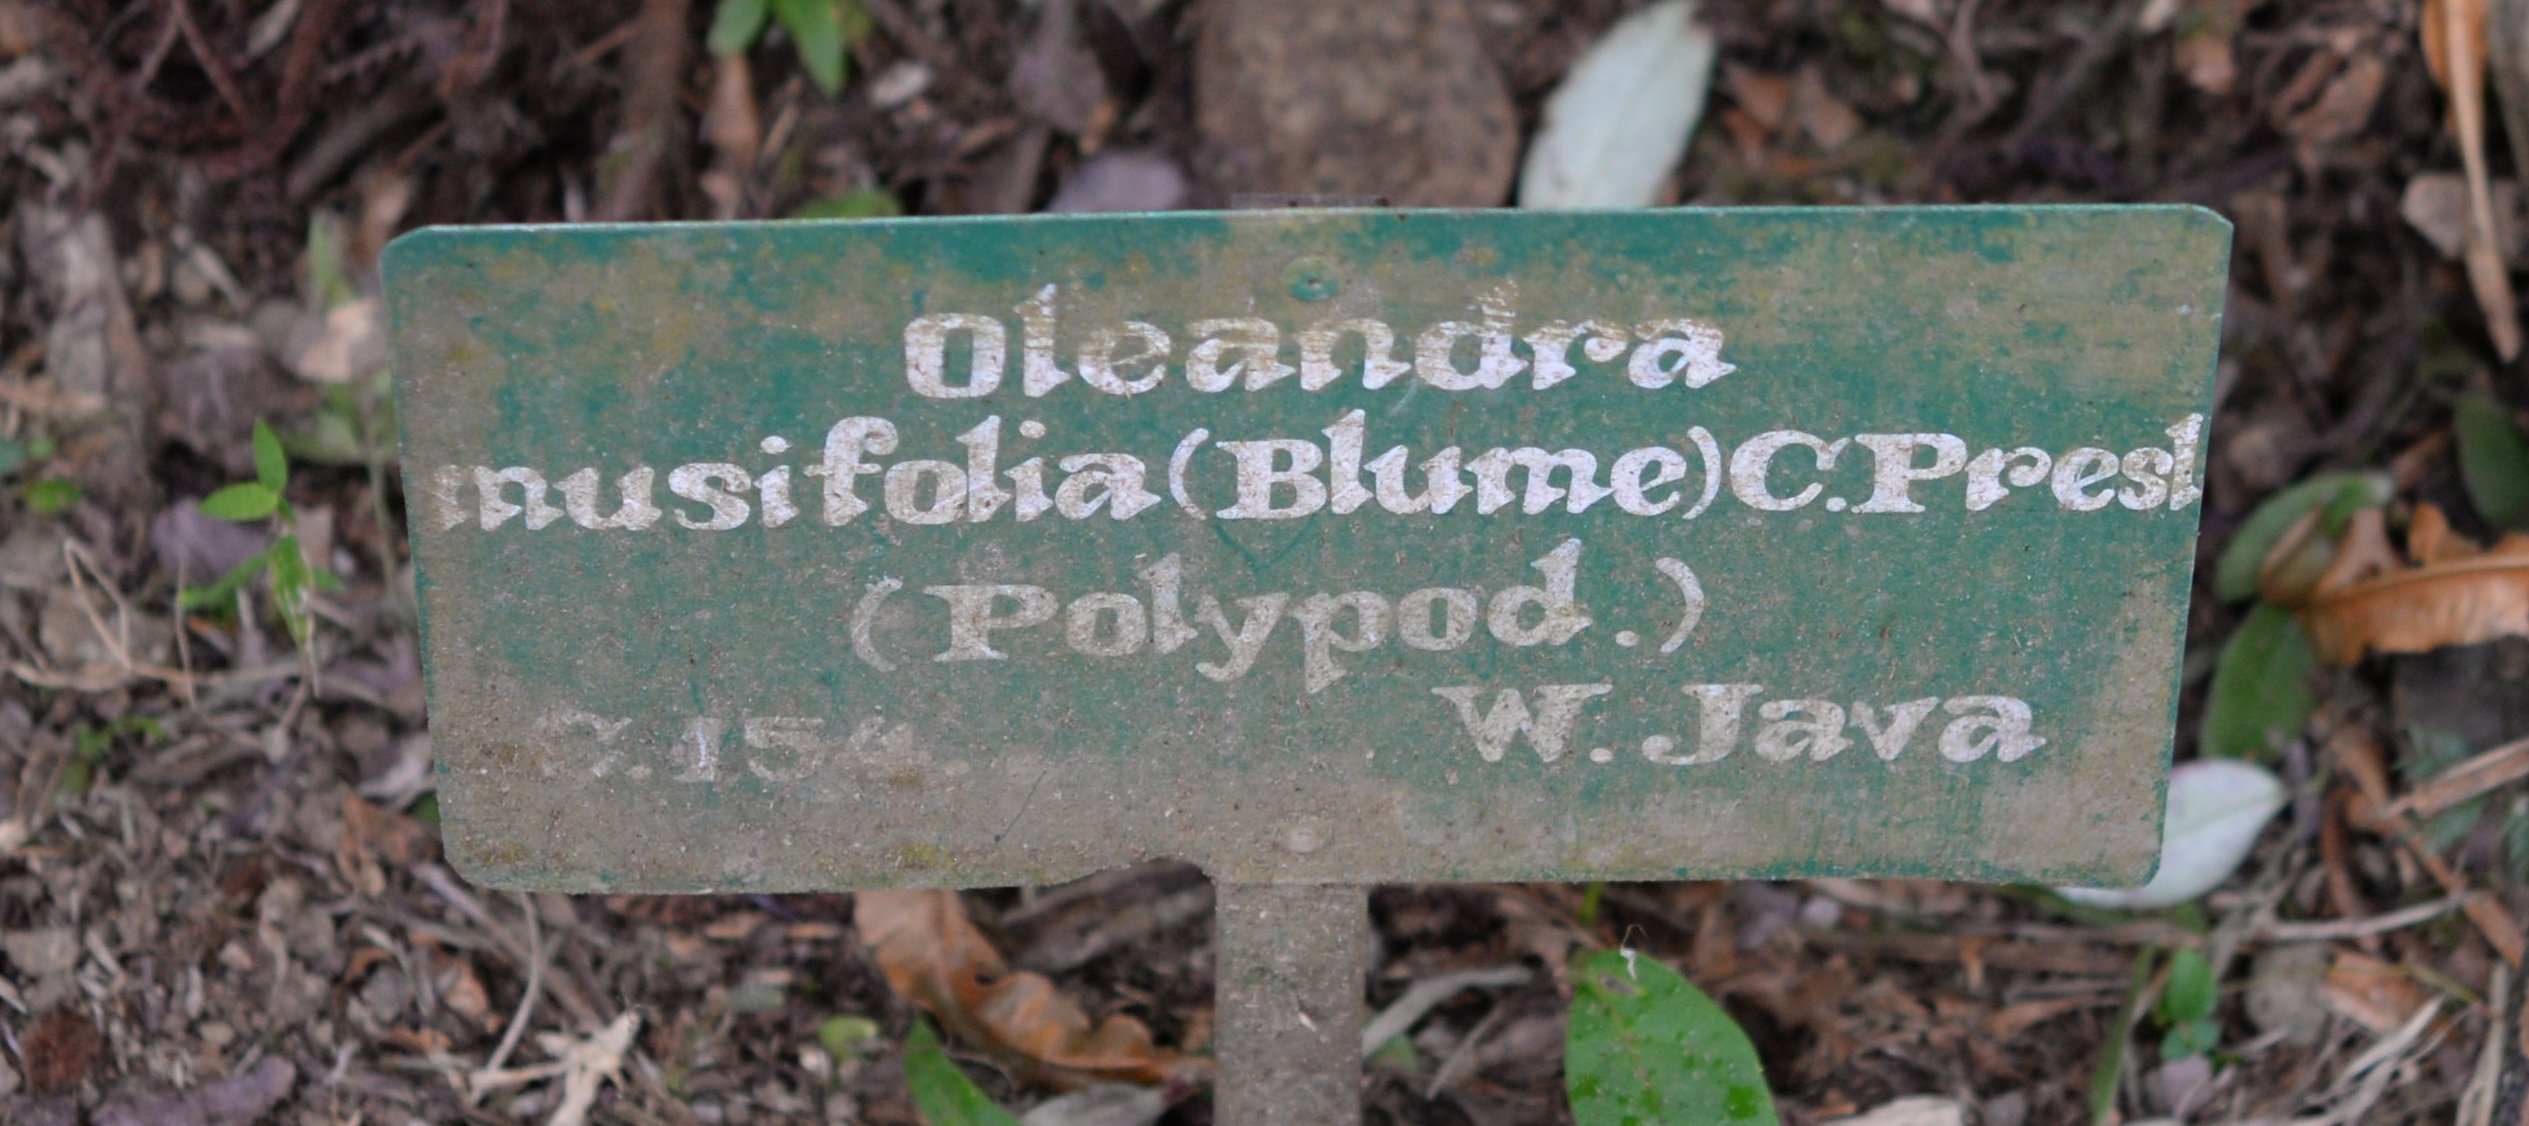 Oleandra
musifolia (Blume) C. Presl
(Polypod.)
W. Java